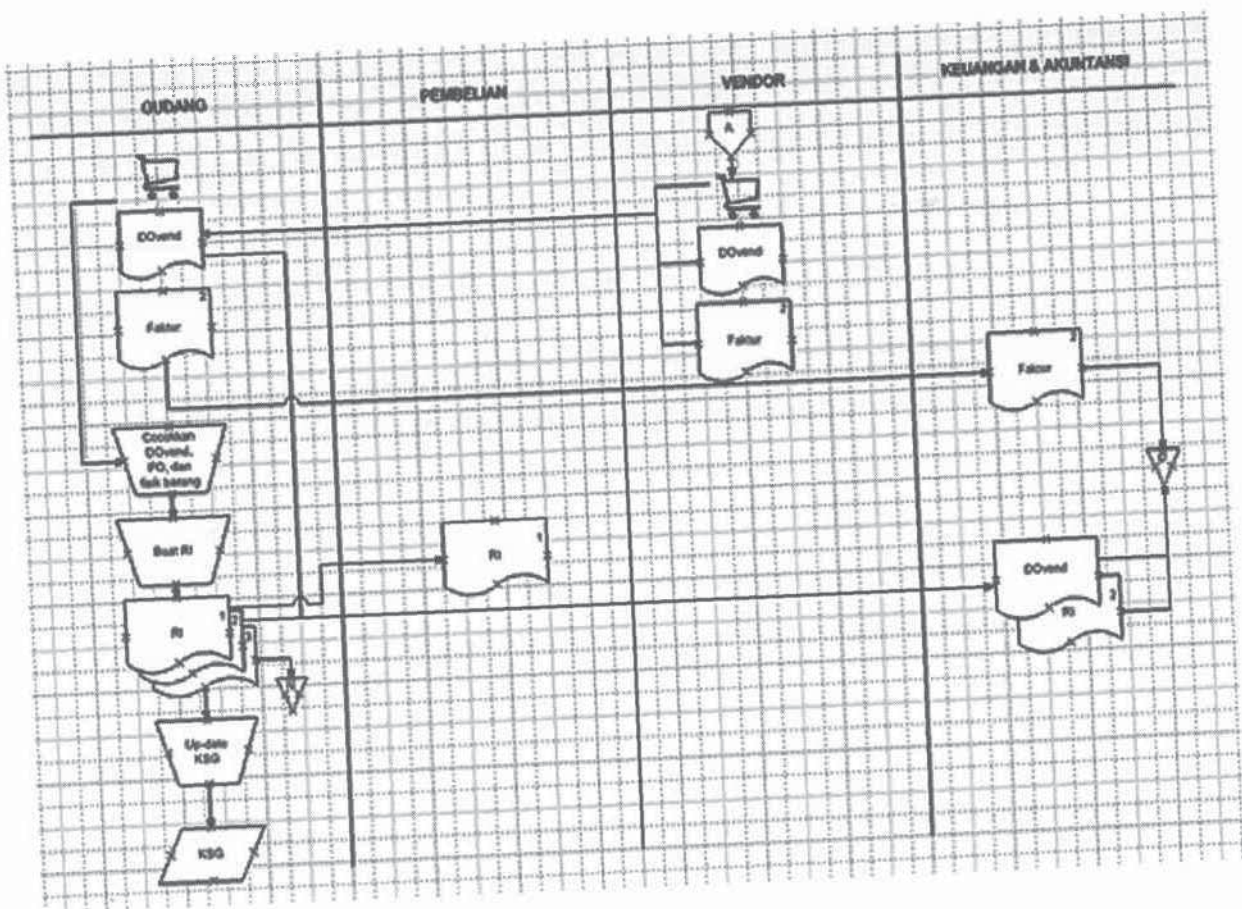 GUDANG
PEMBELIAN
VENDOR
KEUANGAN & AKUNTANSI
A
DOvend
DOvend
2
Faktur
2
Faktur
2
Faktur
Cocokkan
DOvend,
PO, dan
fisik barang
Buat RI
1
RI
DOvend
1
2
3
RI
2
RI
N
Up-date
KSG
KSG